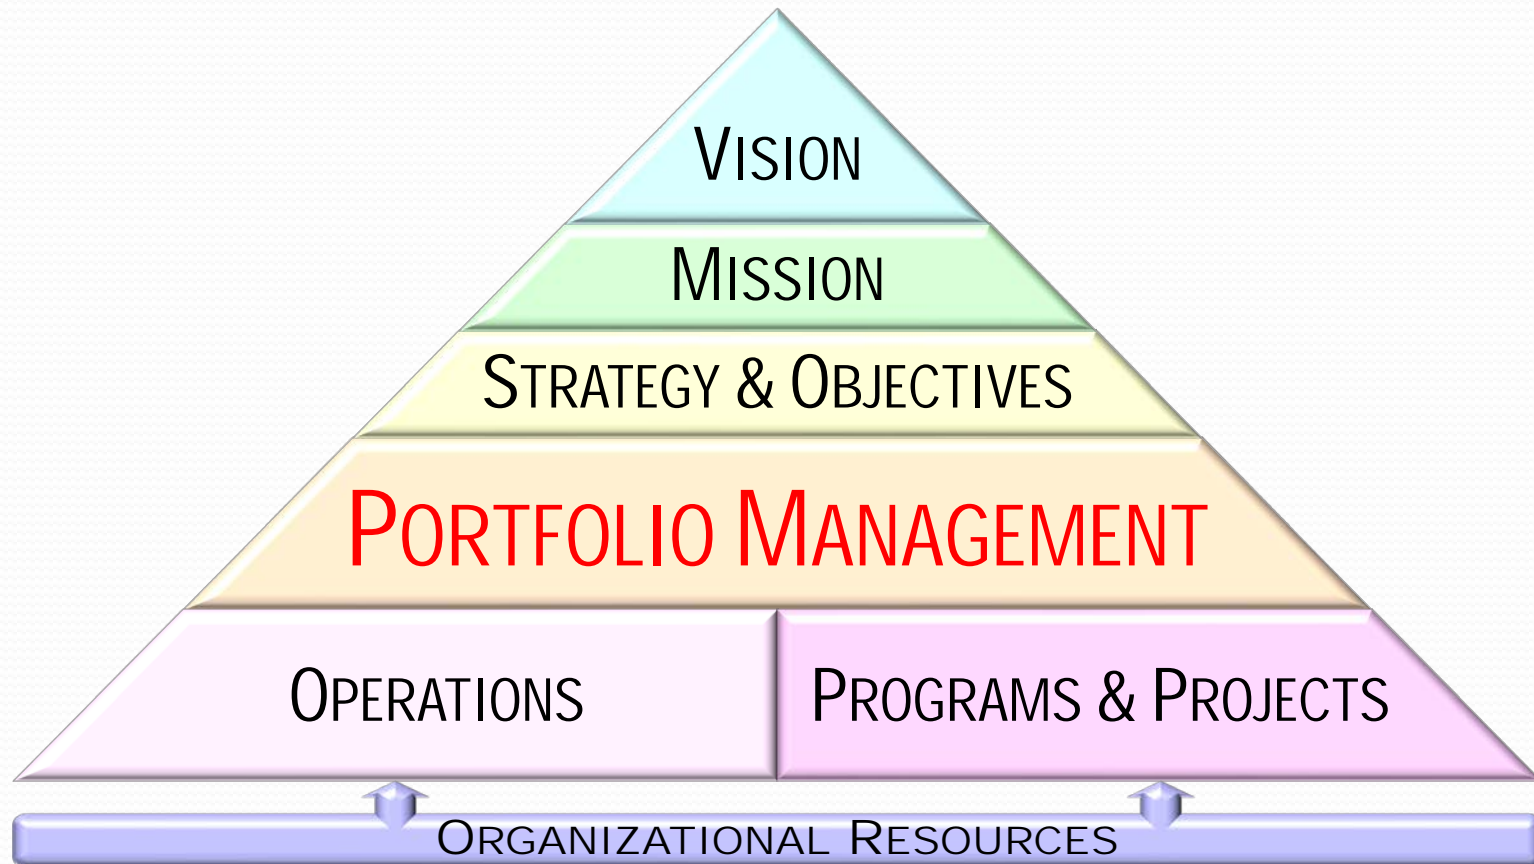 VISION
MISSION
STRATEGY & OBJECTIVES
PORTFOLIO MANAGEMENT
OPERATIONS
PROGRAMS & PROJECTS
ORGANIZATIONAL RESOURCES